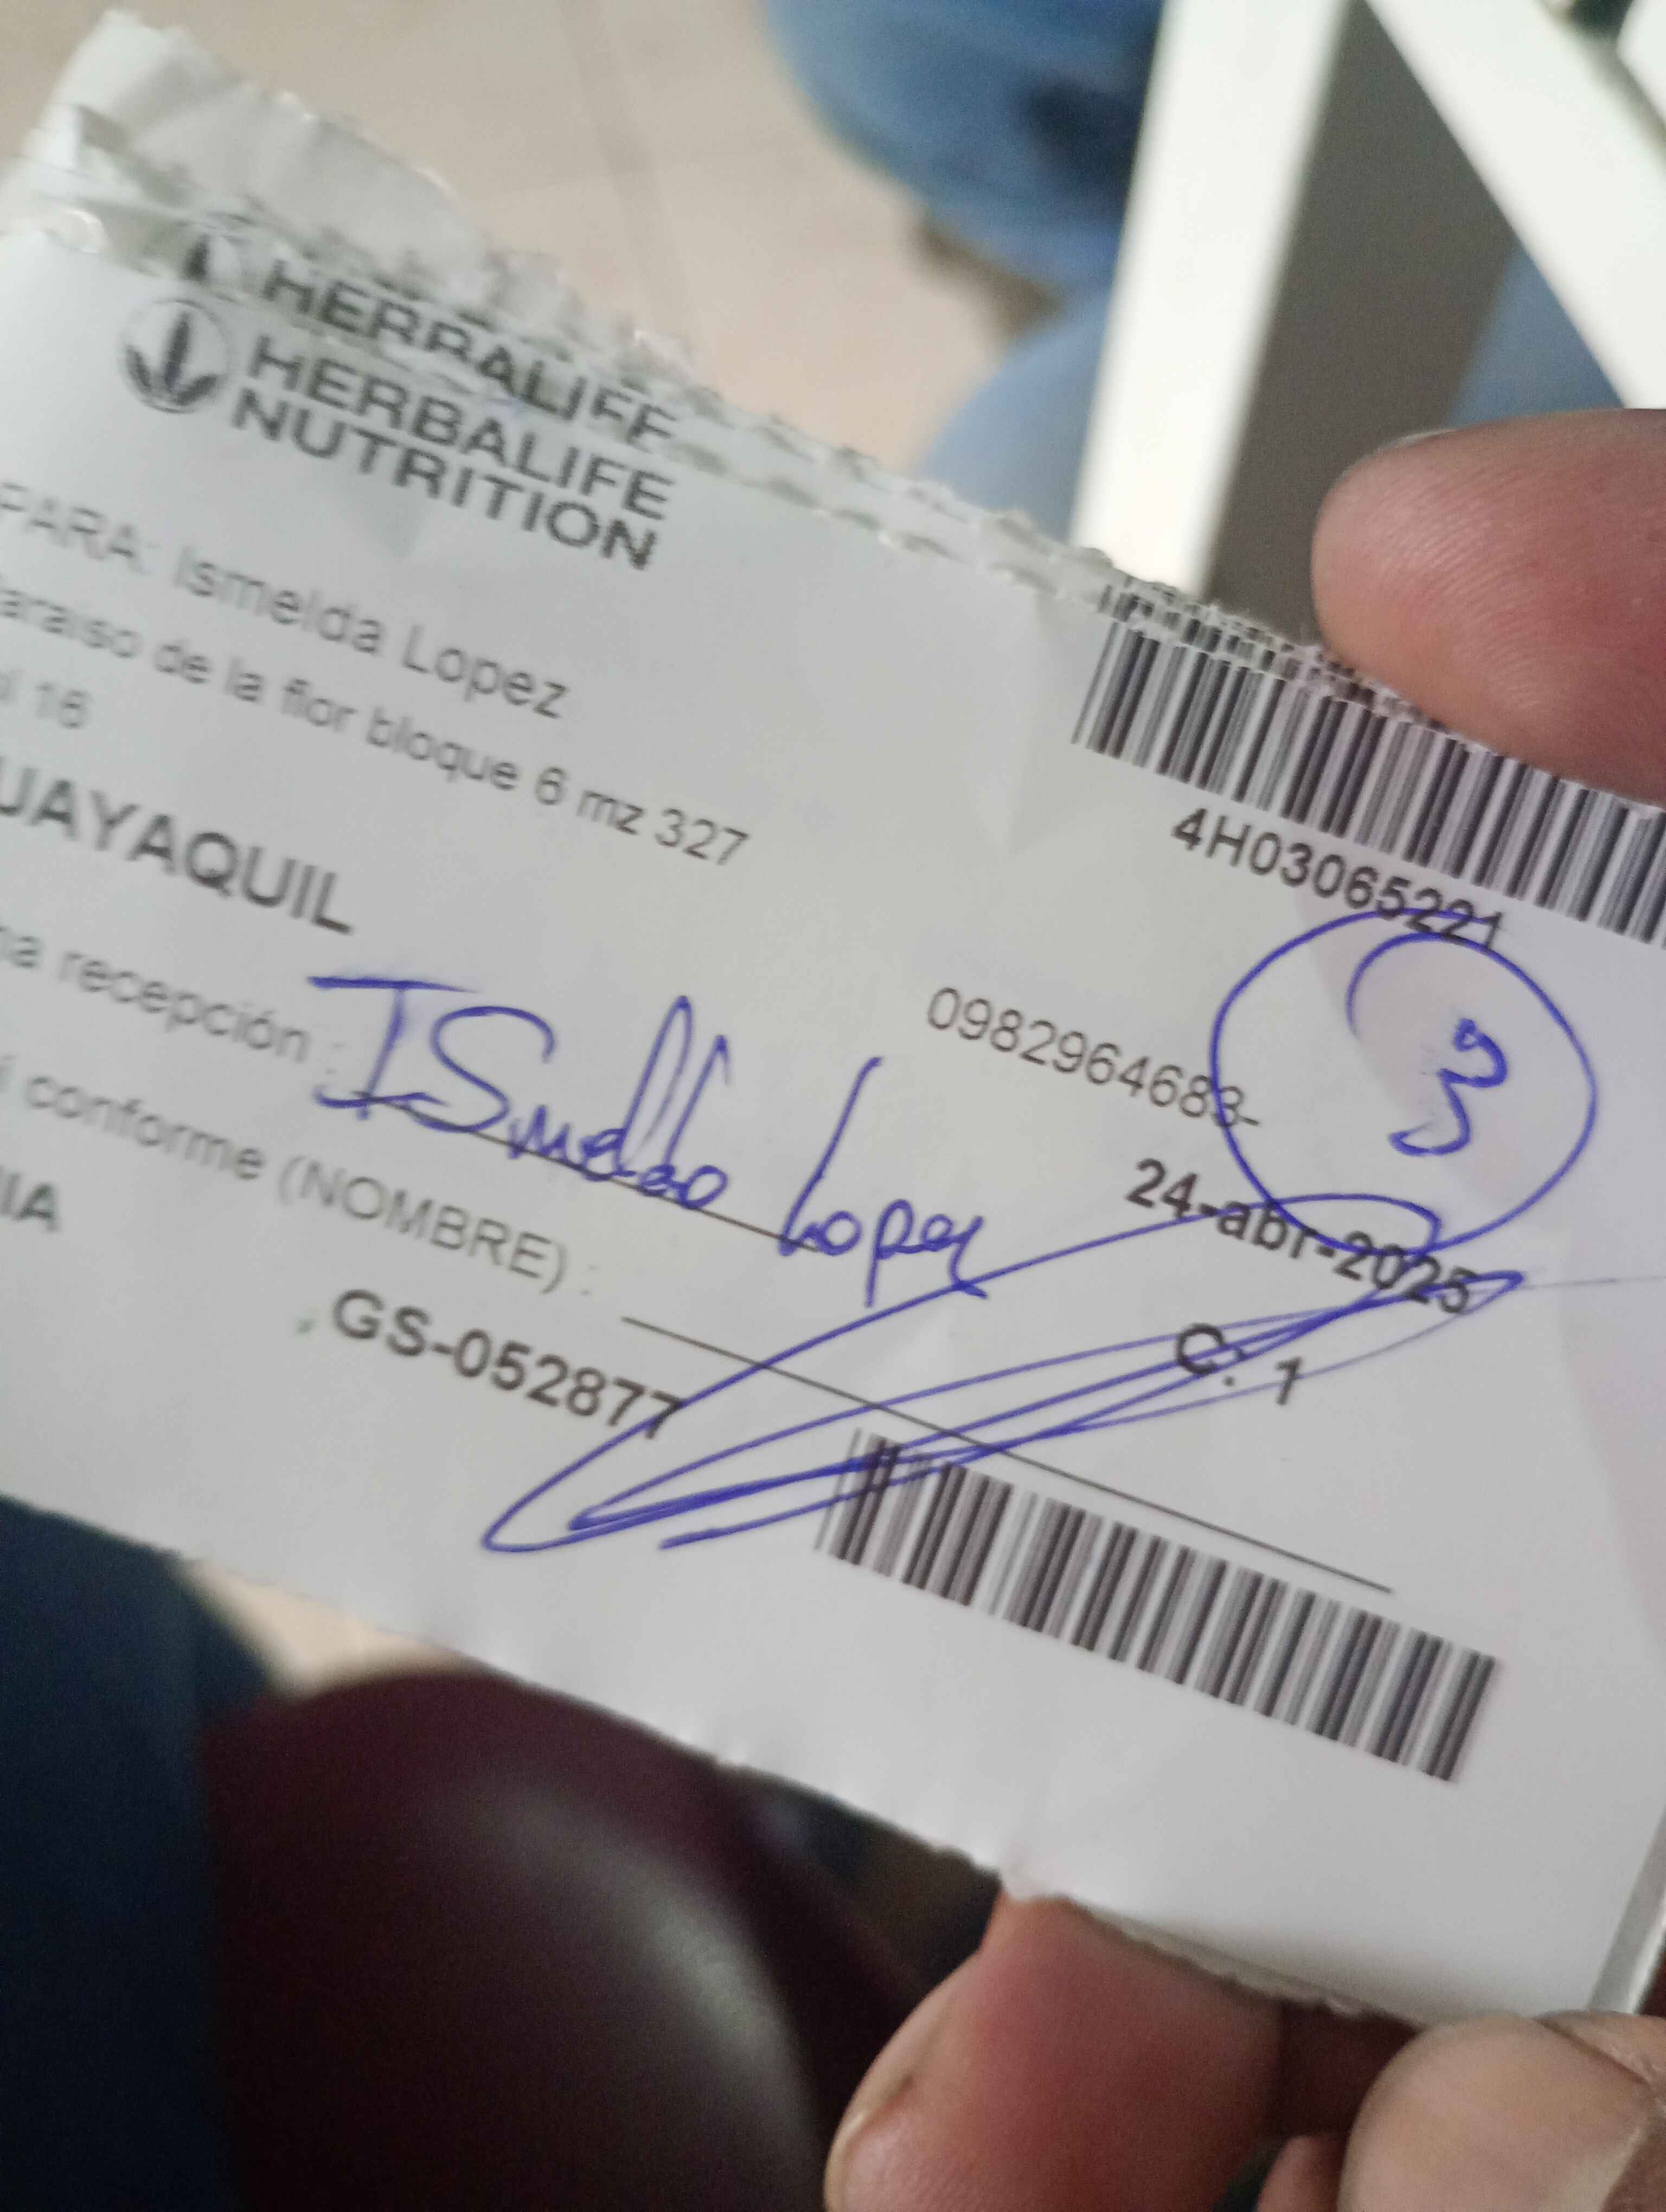 HERBALIFE
HERBALIFE
NUTRITION
PARA: Ismelda Lopez
araiso de la flor bloque 6 mz 327
l 16
UAYAQUIL
4H03065221
0982964683-
3
na recepción : ISmelda Lopez
24-abr-2025
í conforme (NOMBRE) :
C: 1
IA
GS-052877